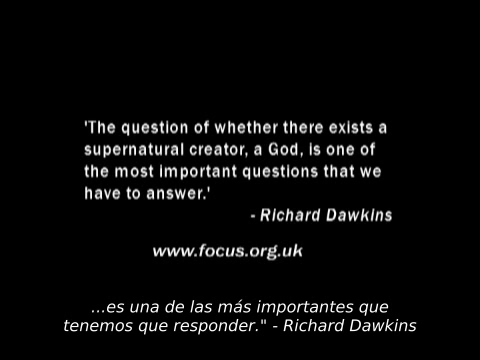 'The question of whether there exists a
supernatural creator, a God, is one of
the most important questions that we
have to answer.'
- Richard Dawkins
www.focus.org.uk
...es una de las más importantes que
tenemos que responder." - Richard Dawkins